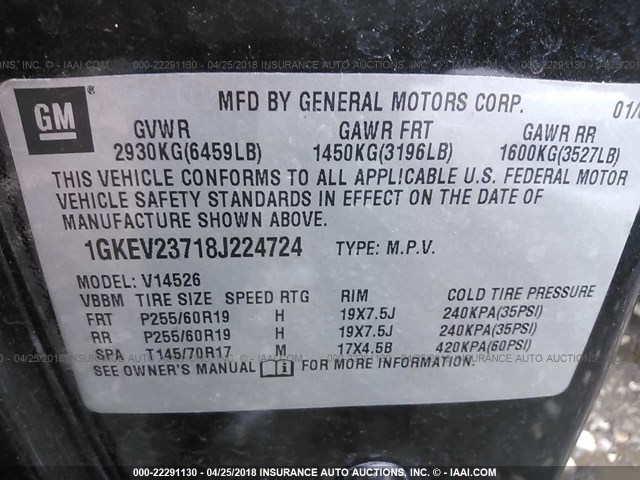 000-22291130 - 04/25/2018 INSURANCE AUTO AUCTIONS, INC. - IAAI.COM
GM ®
MFD BY GENERAL MOTORS CORP. 01/
GVWR GAWR FRT GAWR RR
2930KG(6459LB) 1450KG(3196LB) 1600KG(3527LB)
THIS VEHICLE CONFORMS TO ALL APPLICABLE U.S. FEDERAL MOTOR
VEHICLE SAFETY STANDARDS IN EFFECT ON THE DATE OF
MANUFACTURE SHOWN ABOVE.
1GKEV23718J224724 TYPE: M.P.V.
MODEL: V14526
VBBM TIRE SIZE SPEED RTG RIM COLD TIRE PRESSURE
FRT P255/60R19 H 19X7.5J 240KPA(35PSI)
RR P255/60R19 H 19X7.5J 240KPA(35PSI)
SPA T145/70R17 M 17X4.5B 420KPA(60PSI)
SEE OWNER'S MANUAL i FOR MORE INFORMATION.
000-22291130 - 04/25/2018 INSURANCE AUTO AUCTIONS, INC. - IAAI.COM